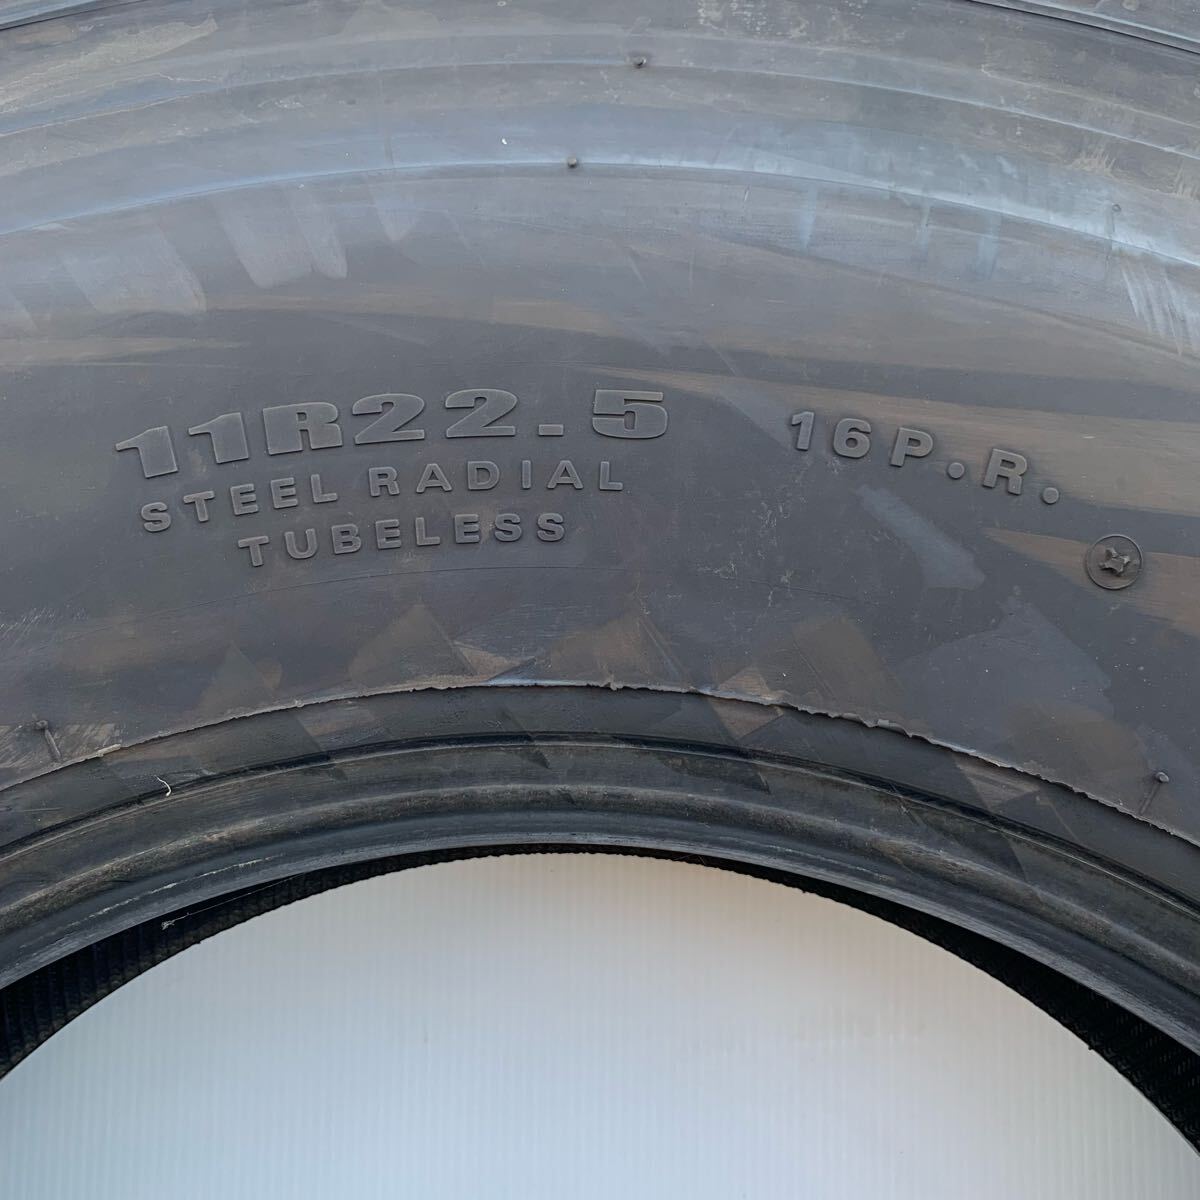 11R22.5 16P.R.
STEEL RADIAL
TUBELESS